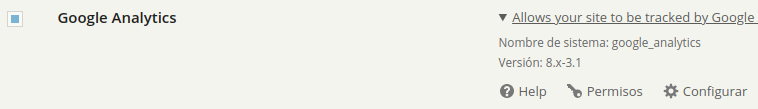 Google Analytics
Allows your site to be tracked by Google
Nombre de sistema: google_analytics
Versión: 8.x-3.1
Help Permisos Configurar